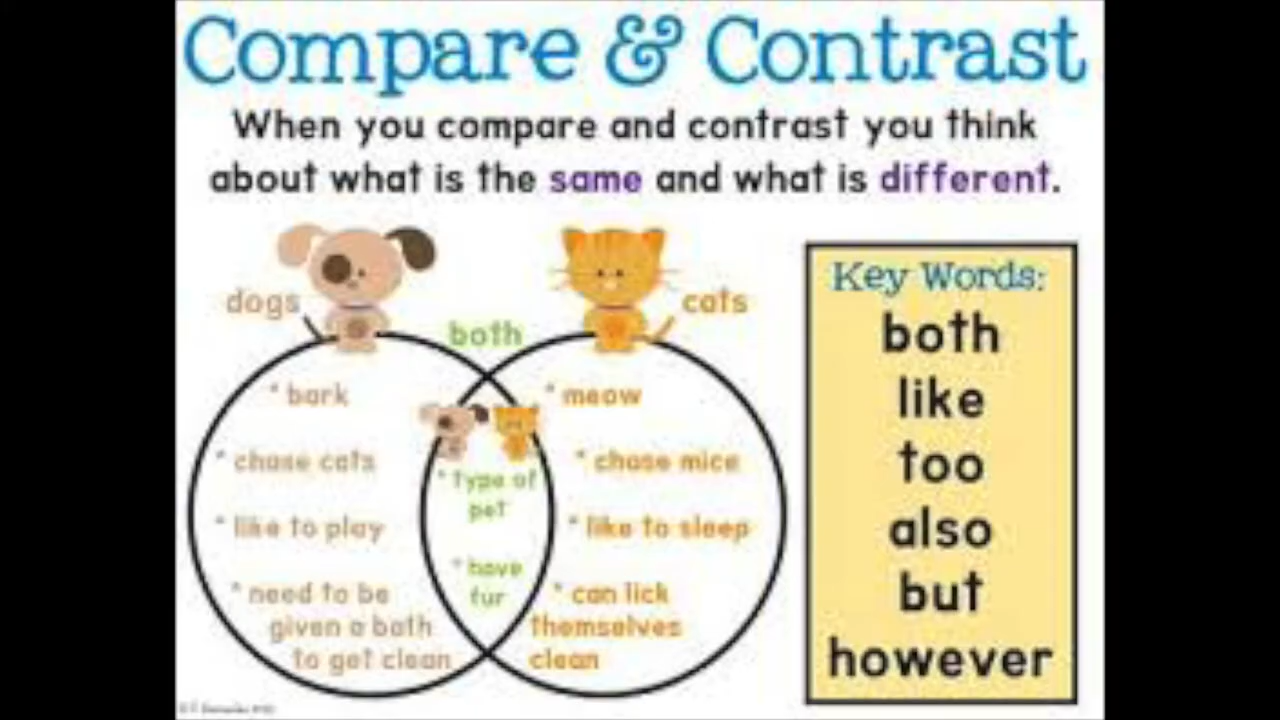 Compare & Contrast
When you compare and contrast you think
about what is the same and what is different.
dogs
both
cats
* bark
* chase cats
* like to play
* need to be
given a bath
to get clean
* type of
pet
* have
fur
* meow
* chase mice
* like to sleep
* can lick
themselves
clean
Key Words:
both
like
too
also
but
however